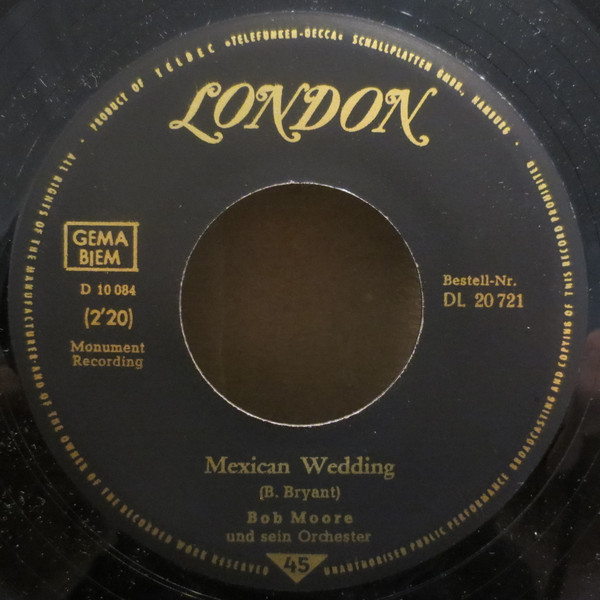 PRODUCT OF TELDEC »TELEFUNKEN-DECCA« SCHALLPLATTEN GMBH., HAMBURG ·
LONDON
GEMA
BIEM
D 10 084
(2'20)
Monument
Recording
Bestell-Nr.
DL 20 721
Mexican Wedding
(B. Bryant)
Bob Moore
und sein Orchester
45
ALL RIGHTS OF THE MANUFACTURER AND OF THE OWNER OF THE RECORDED WORK RESERVED
UNAUTHORISED PUBLIC PERFORMANCE BROADCASTING AND COPYING OF THIS RECORD PROHIBITED